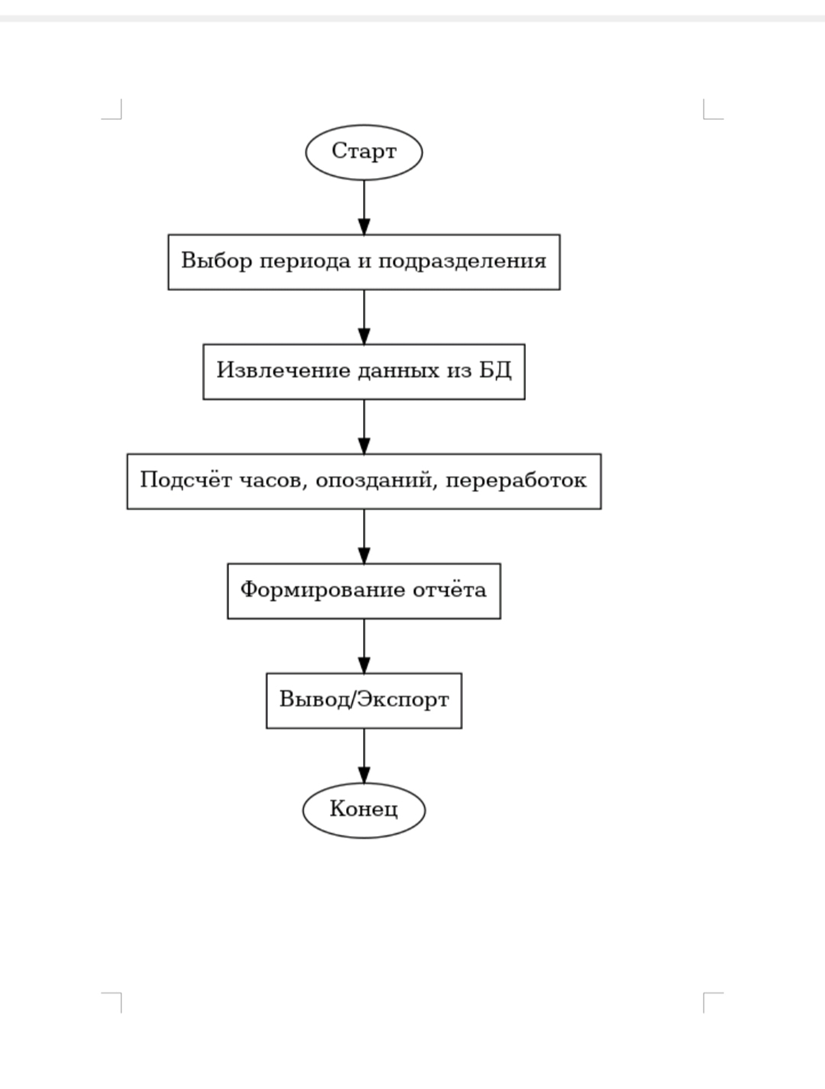 Старт
Выбор периода и подразделения
Извлечение данных из БД
Подсчёт часов, опозданий, переработок
Формирование отчёта
Вывод/Экспорт
Конец